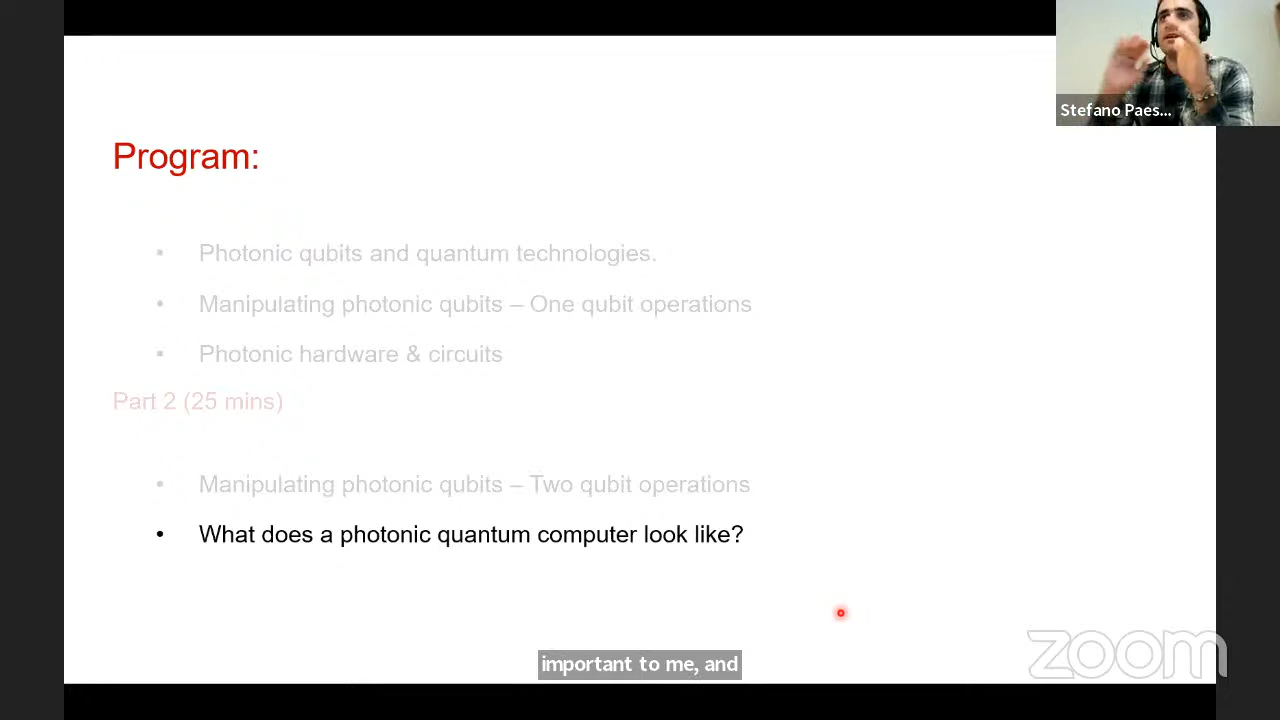 Stefano Paes...
Program:
• Photonic qubits and quantum technologies.
• Manipulating photonic qubits – One qubit operations
• Photonic hardware & circuits
Part 2 (25 mins)
• Manipulating photonic qubits – Two qubit operations
• What does a photonic quantum computer look like?
important to me, and
zoom